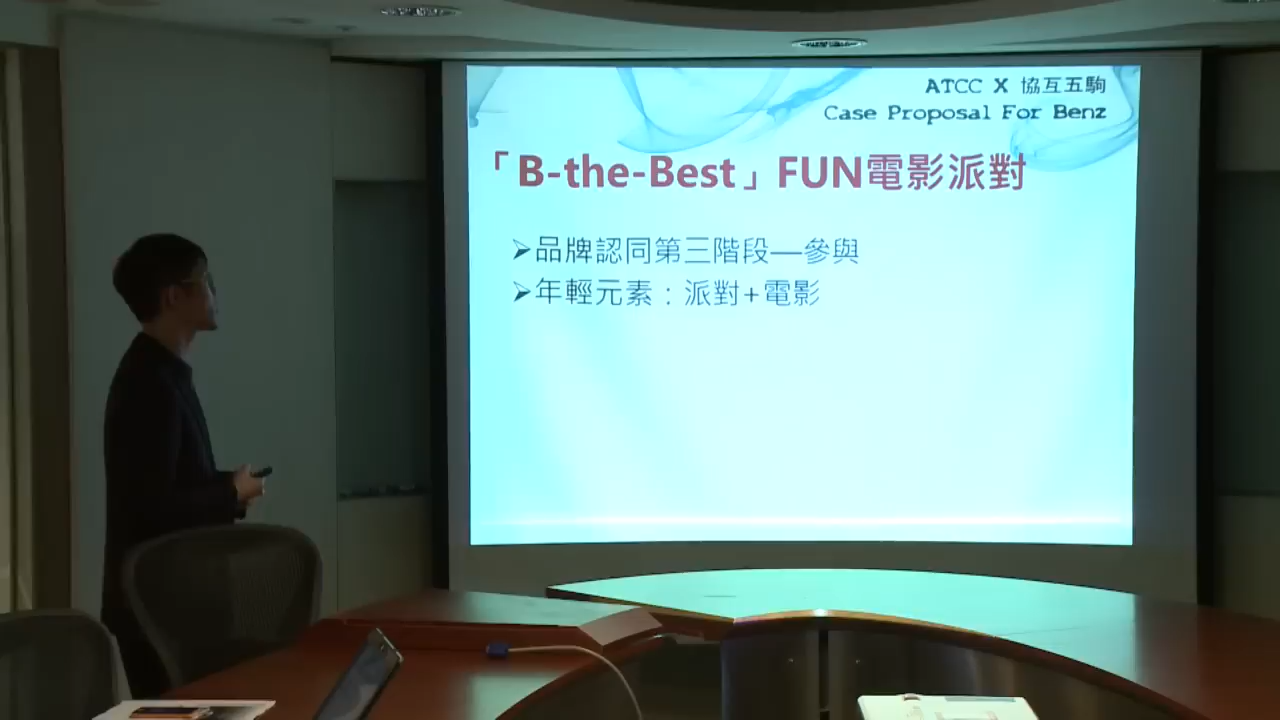 ATCC X 協互五駒
Case Proposal For Benz
「B-the-Best」FUN電影派對
➢品牌認同第三階段—參與
➢年輕元素：派對+電影